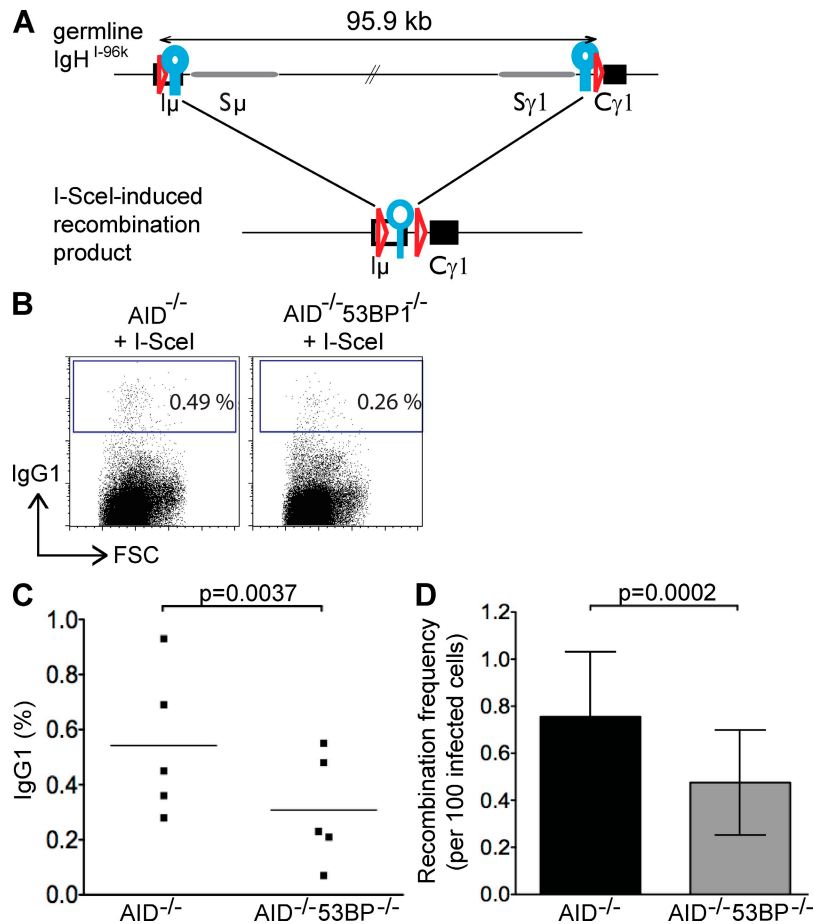 A
germline
IgH I-96k
95.9 kb
Iμ
Sμ
//
Sγ1
Cγ1
I-SceI-induced
recombination
product
Iμ
Cγ1
B
AID-/-
+ I-SceI
AID-/-53BP1-/-
+ I-SceI
0.49 %
0.26 %
IgG1
FSC
C
p=0.0037
1.0
0.8
0.6
0.4
0.2
0.0
IgG1 (%)
AID-/-
AID-/-53BP-/-
D
p=0.0002
1.2
1.0
0.8
0.6
0.4
0.2
0.0
Recombination frequency
(per 100 infected cells)
AID-/-
AID-/-53BP-/-